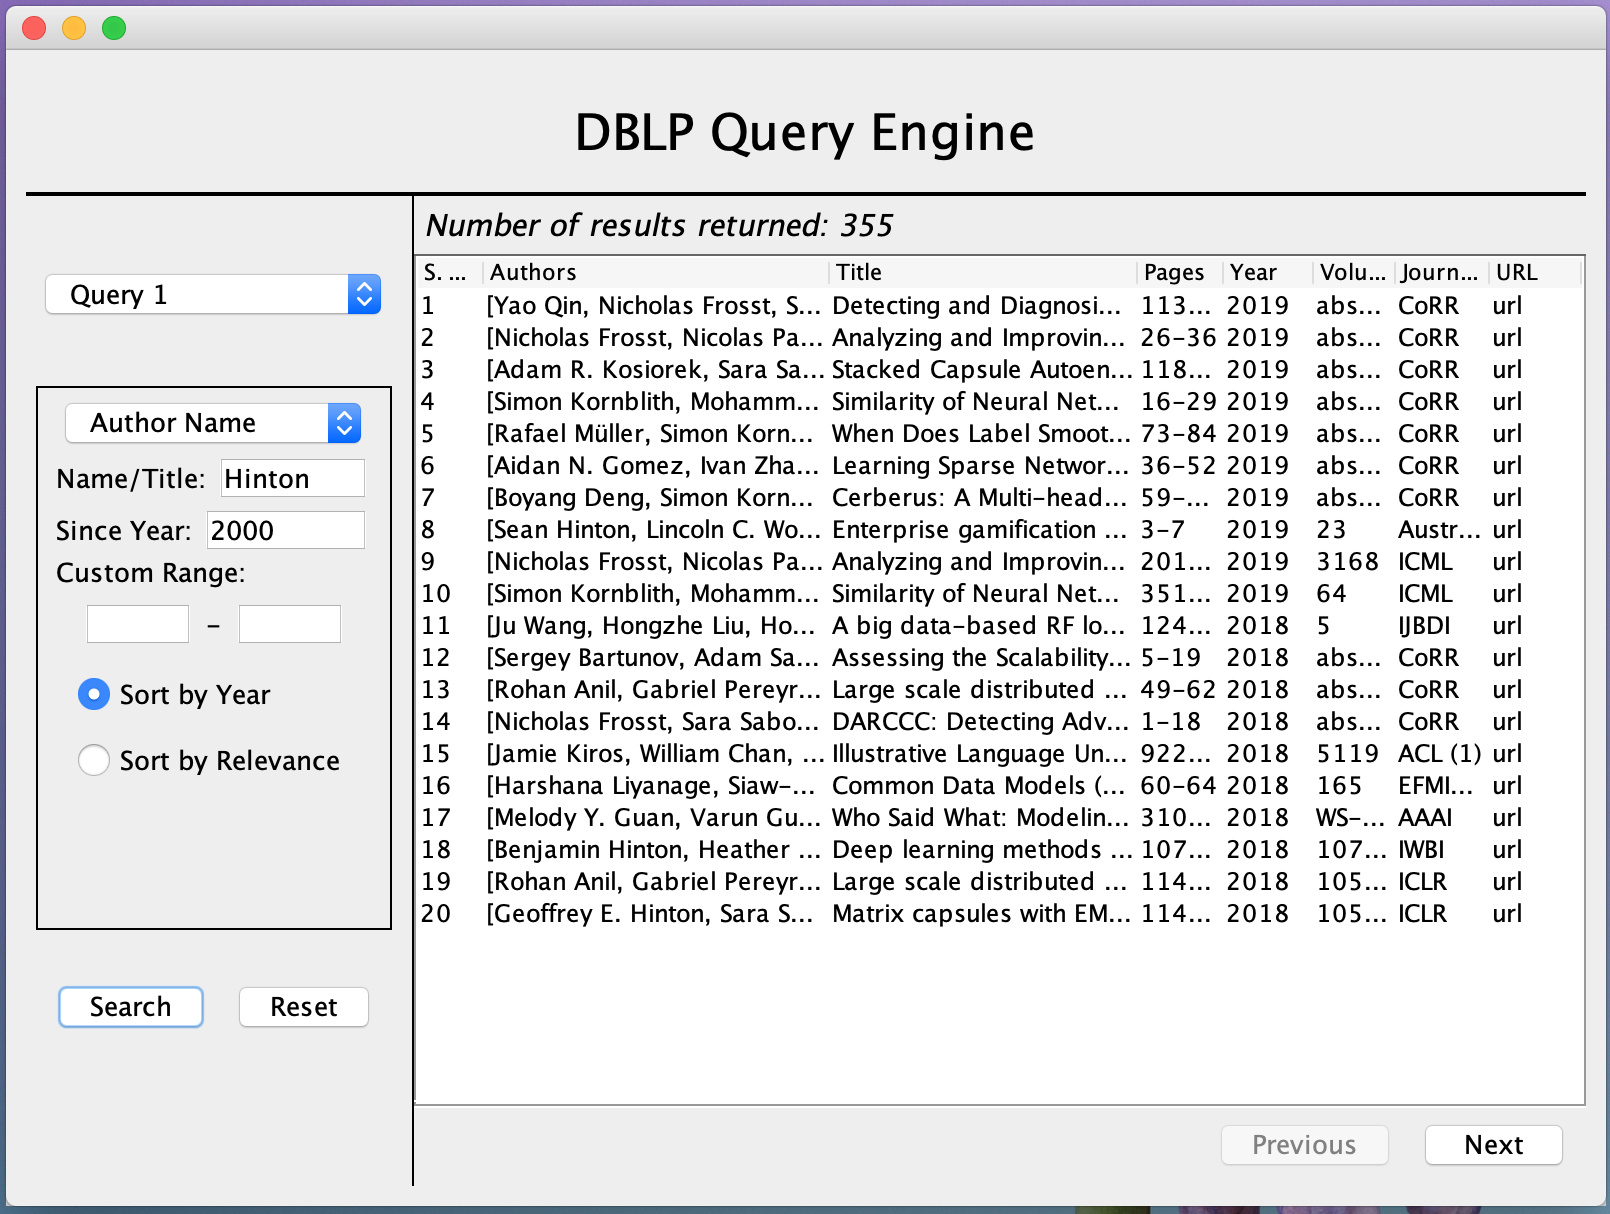 DBLP Query Engine
Query 1
Author Name
Name/Title: Hinton
Since Year: 2000
Custom Range:
-
Sort by Year
Sort by Relevance
Search Reset
Number of results returned: 355
S. ... Authors Title Pages Year Volu... Journ... URL
1 [Yao Qin, Nicholas Frosst, S... Detecting and Diagnosi... 113... 2019 abs... CoRR url
2 [Nicholas Frosst, Nicolas Pa... Analyzing and Improvin... 26-36 2019 abs... CoRR url
3 [Adam R. Kosiorek, Sara Sa... Stacked Capsule Autoen... 118... 2019 abs... CoRR url
4 [Simon Kornblith, Mohamm... Similarity of Neural Net... 16-29 2019 abs... CoRR url
5 [Rafael Müller, Simon Korn... When Does Label Smoot... 73-84 2019 abs... CoRR url
6 [Aidan N. Gomez, Ivan Zha... Learning Sparse Networ... 36-52 2019 abs... CoRR url
7 [Boyang Deng, Simon Korn... Cerberus: A Multi-head... 59-... 2019 abs... CoRR url
8 [Sean Hinton, Lincoln C. Wo... Enterprise gamification ... 3-7 2019 23 Austr... url
9 [Nicholas Frosst, Nicolas Pa... Analyzing and Improvin... 201... 2019 3168 ICML url
10 [Simon Kornblith, Mohamm... Similarity of Neural Net... 351... 2019 64 ICML url
11 [Ju Wang, Hongzhe Liu, Ho... A big data-based RF lo... 124... 2018 5 IJBDI url
12 [Sergey Bartunov, Adam Sa... Assessing the Scalability... 5-19 2018 abs... CoRR url
13 [Rohan Anil, Gabriel Pereyr... Large scale distributed ... 49-62 2018 abs... CoRR url
14 [Nicholas Frosst, Sara Sabo... DARCCC: Detecting Adv... 1-18 2018 abs... CoRR url
15 [Jamie Kiros, William Chan, ... Illustrative Language Un... 922... 2018 5119 ACL (1) url
16 [Harshana Liyanage, Siaw-... Common Data Models (... 60-64 2018 165 EFMI... url
17 [Melody Y. Guan, Varun Gu... Who Said What: Modelin... 310... 2018 WS-... AAAI url
18 [Benjamin Hinton, Heather ... Deep learning methods ... 107... 2018 107... IWBI url
19 [Rohan Anil, Gabriel Pereyr... Large scale distributed ... 114... 2018 105... ICLR url
20 [Geoffrey E. Hinton, Sara S... Matrix capsules with EM... 114... 2018 105... ICLR url
Previous Next